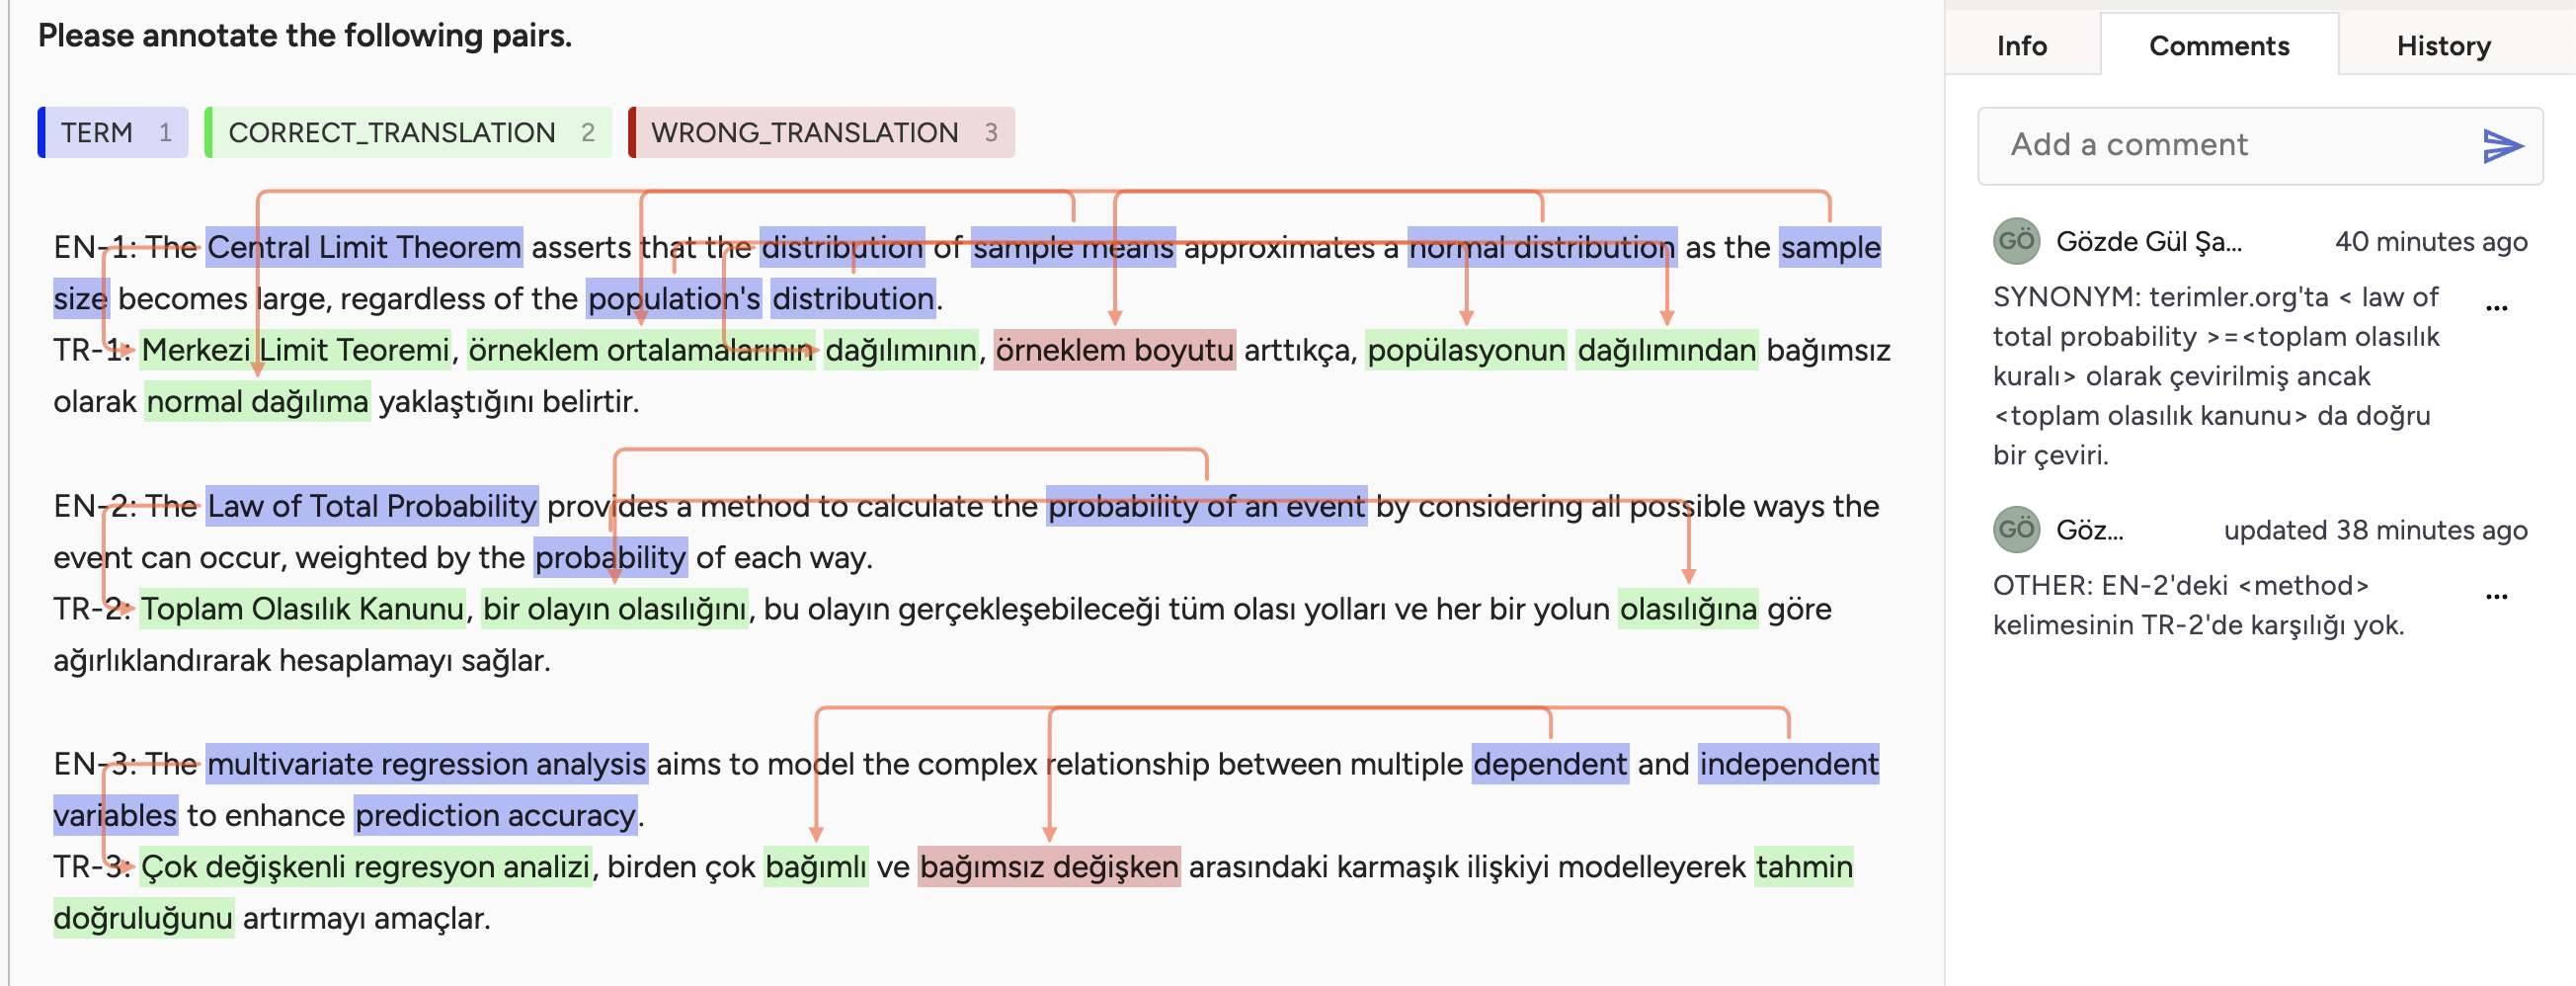 Please annotate the following pairs.
TERM 1 CORRECT_TRANSLATION 2 WRONG_TRANSLATION 3
EN-1: The Central Limit Theorem asserts that the distribution of sample means approximates a normal distribution as the sample
size becomes large, regardless of the population's distribution.
TR-1: Merkezi Limit Teoremi, örneklem ortalamalarının dağılımının, örneklem boyutu arttıkça, popülasyonun dağılımından bağımsız
olarak normal dağılıma yaklaştığını belirtir.
EN-2: The Law of Total Probability provides a method to calculate the probability of an event by considering all possible ways the
event can occur, weighted by the probability of each way.
TR-2: Toplam Olasılık Kanunu, bir olayın olasılığını, bu olayın gerçekleşebileceği tüm olası yolları ve her bir yolun olasılığına göre
ağırlıklandırarak hesaplamayı sağlar.
EN-3: The multivariate regression analysis aims to model the complex relationship between multiple dependent and independent
variables to enhance prediction accuracy.
TR-3: Çok değişkenli regresyon analizi, birden çok bağımlı ve bağımsız değişken arasındaki karmaşık ilişkiyi modelleyerek tahmin
doğruluğunu artırmayı amaçlar.
Info Comments History
Add a comment
GÖ Gözde Gül Şa... 40 minutes ago
SYNONYM: terimler.org'ta < law of
total probability >=<toplam olasılık
kuralı> olarak çevirilmiş ancak
<toplam olasılık kanunu> da doğru
bir çeviri.
GÖ Göz... updated 38 minutes ago
OTHER: EN-2'deki <method>
kelimesinin TR-2'de karşılığı yok.